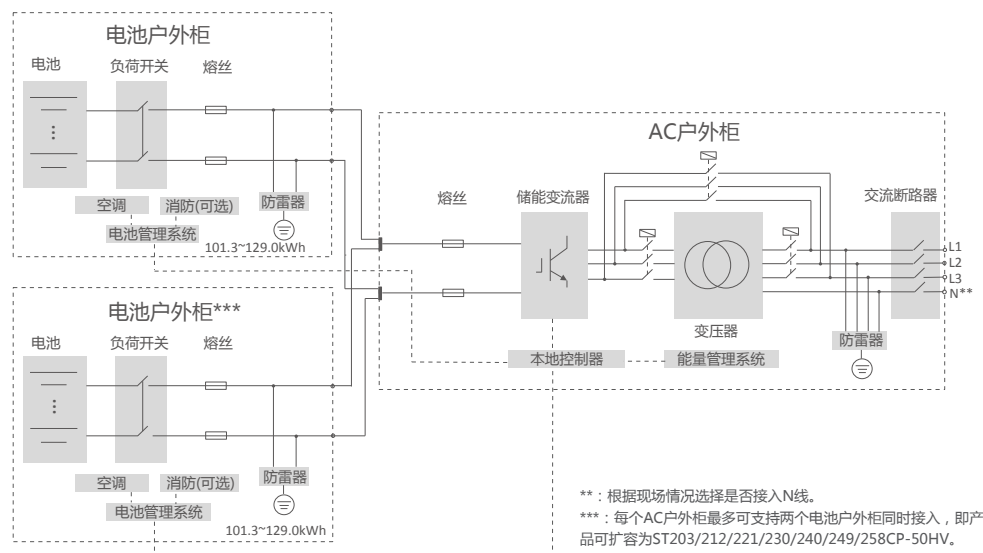 电池户外柜
电池
负荷开关
熔丝
空调
消防(可选)
防雷器
电池管理系统
101.3~129.0kWh
电池户外柜***
电池
负荷开关
熔丝
空调
消防(可选)
防雷器
电池管理系统
101.3~129.0kWh
AC户外柜
熔丝
储能变流器
交流断路器
L1
L2
L3
N**
变压器
防雷器
本地控制器
能量管理系统
**：根据现场情况选择是否接入N线。
***：每个AC户外柜最多可支持两个电池户外柜同时接入，即产
品可扩容为ST203/212/221/230/240/249/258CP-50HV。